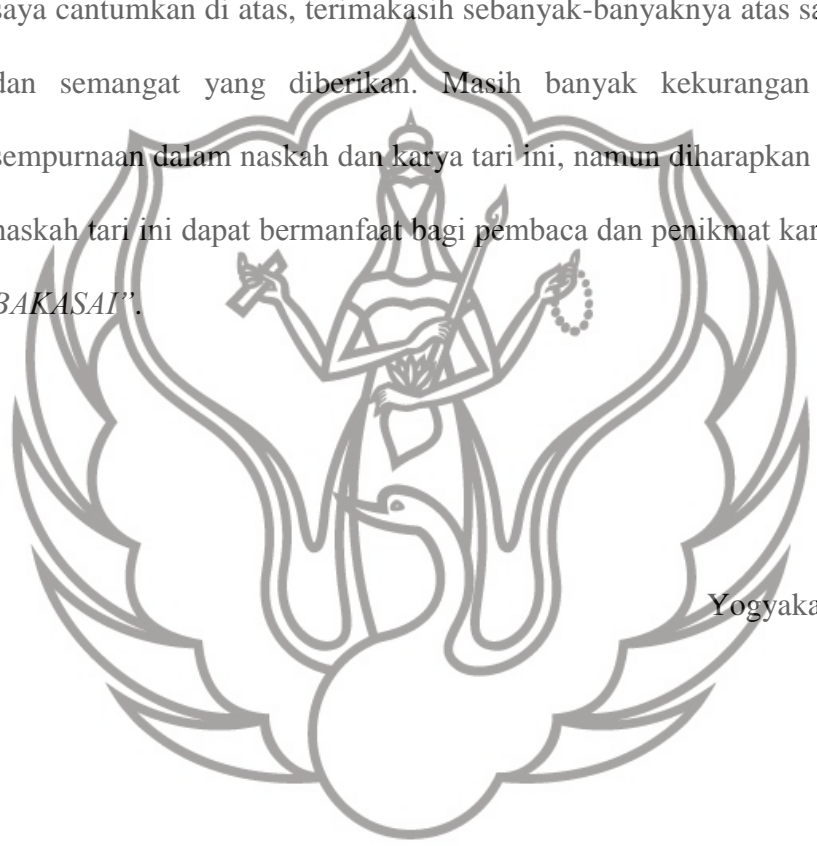 saya cantumkan di atas, terimakasih sebanyak-banyaknya atas sa
dan semangat yang diberikan. Masih banyak kekurangan
sempurnaan dalam naskah dan karya tari ini, namun diharapkan
naskah tari ini dapat bermanfaat bagi pembaca dan penikmat kar
BAKASAI”.
Yogyaka